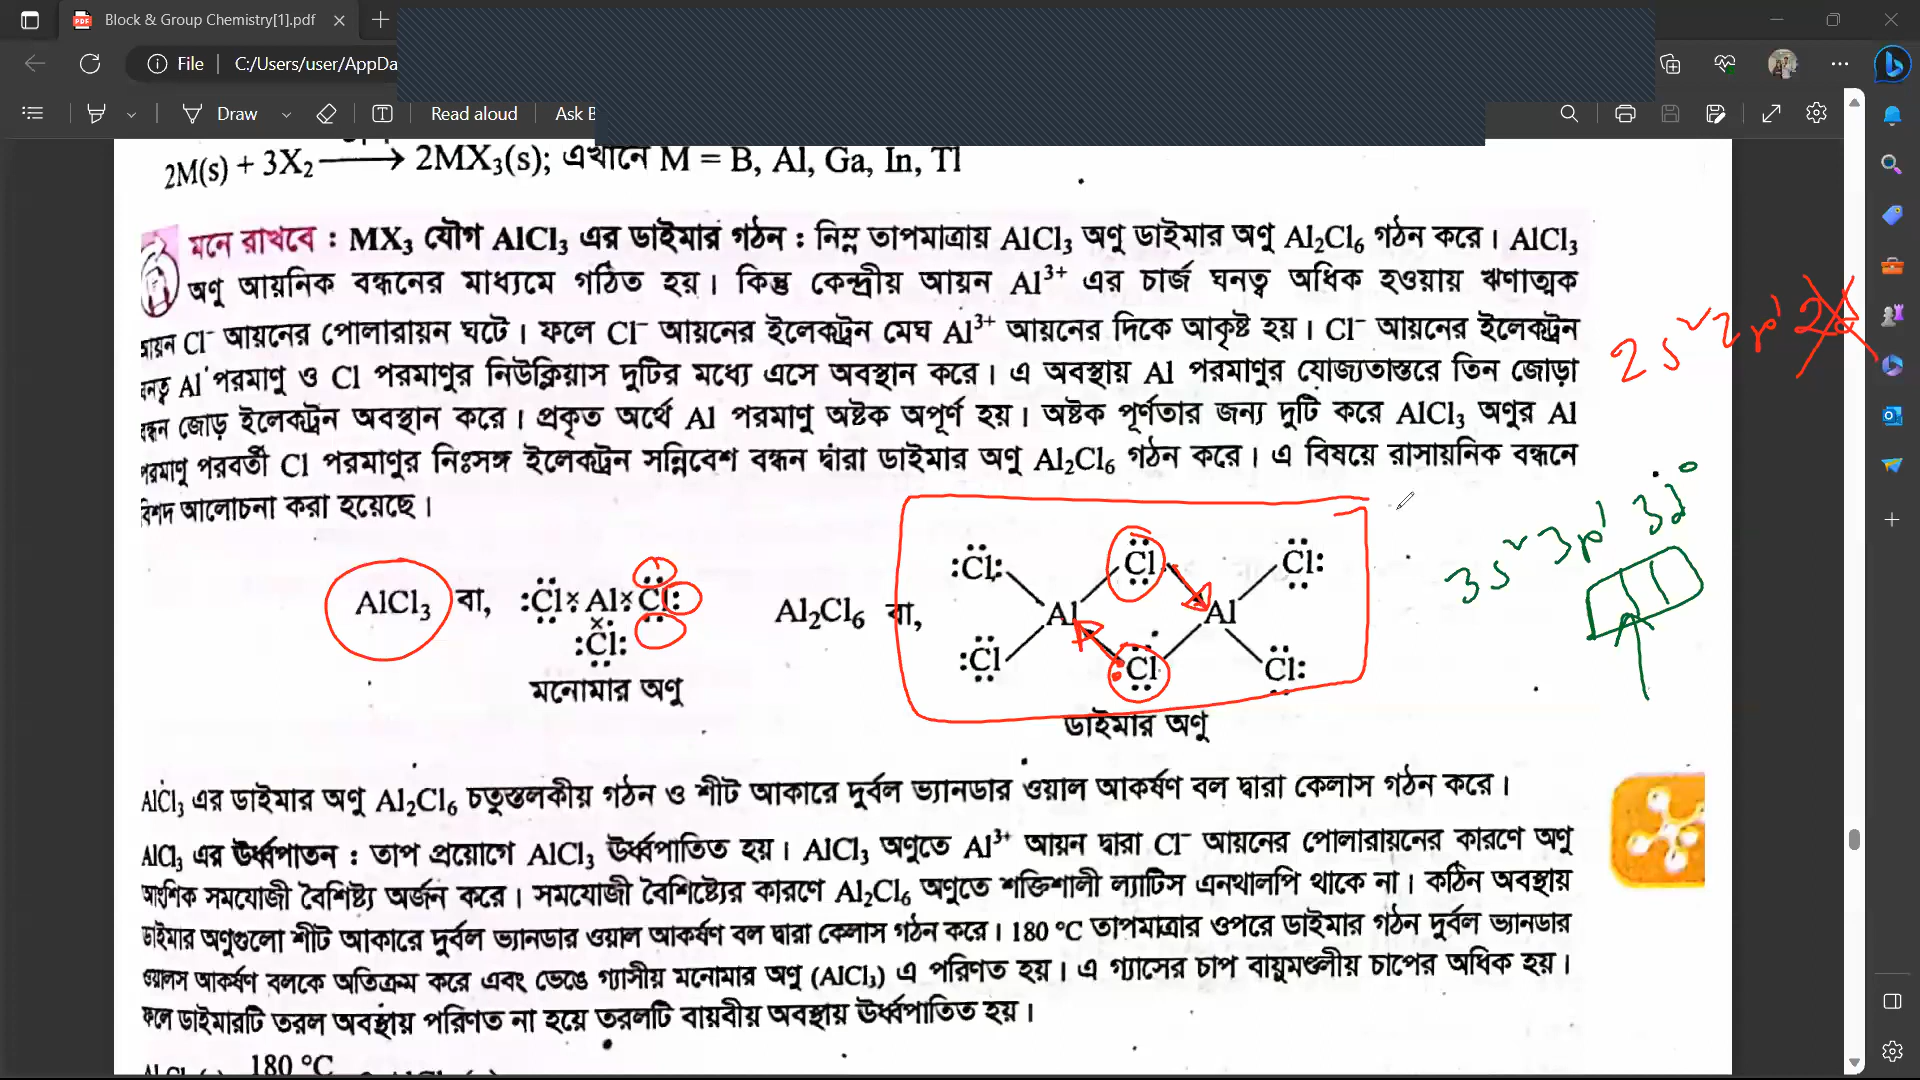 Block & Group Chemistry[1].pdf
File
C:/Users/user/AppDa
Draw
Read aloud
Ask
2M(s) + 3X₂ → 2MX₃(s); এখানে M = B, Al, Ga, In, Tl
মনে রাখবে : MX₃ যৌগ AlCl₃ এর ডাইমার গঠন : নিম্ন তাপমাত্রায় AlCl₃ অণু ডাইমার অণু Al₂Cl₆ গঠন করে। AlCl₃
অণু আয়নিক বন্ধনের মাধ্যমে গঠিত হয়। কিন্তু কেন্দ্রীয় আয়ন Al³⁺ এর চার্জ ঘনত্ব অধিক হওয়ায় ঋণাত্মক
আয়ন Cl⁻ আয়নের পোলারায়ন ঘটে। ফলে Cl⁻ আয়নের ইলেকট্রন মেঘ Al³⁺ আয়নের দিকে আকৃষ্ট হয়। Cl⁻ আয়নের ইলেকট্রন
ঘনত্ব Al পরমাণু ও Cl পরমাণুর নিউক্লিয়াস দুটির মধ্যে এসে অবস্থান করে। এ অবস্থায় Al পরমাণুর যোজ্যতাস্তরে তিন জোড়া
বন্ধন জোড় ইলেকট্রন অবস্থান করে। প্রকৃত অর্থে Al পরমাণু অষ্টক অপূর্ণ হয়। অষ্টক পূর্ণতার জন্য দুটি করে AlCl₃ অণুর Al
পরমাণু পরবর্তী Cl পরমাণুর নিঃসঙ্গ ইলেকট্রন সন্নিবেশ বন্ধন দ্বারা ডাইমার অণু Al₂Cl₆ গঠন করে। এ বিষয়ে রাসায়নিক বন্ধনে
বিশদ আলোচনা করা হয়েছে।
2s² 2p¹
3s² 3p¹ 3d⁰
Cl Cl Cl
AlCl₃ বা, Cl Al Cl Al₂Cl₆ বা, Al Al
Cl Cl Cl Cl
মনোমার অণু
ডাইমার অণু
AlCl₃ এর ডাইমার অণু Al₂Cl₆ চতুস্তলকীয় গঠন ও শীট আকারে দুর্বল ভ্যানডার ওয়াল আকর্ষণ বল দ্বারা কেলাস গঠন করে।
AlCl₃ এর ঊর্ধ্বপাতন : তাপ প্রয়োগে AlCl₃ ঊর্ধ্বপাতিত হয়। AlCl₃ অণুতে Al³⁺ আয়ন দ্বারা Cl⁻ আয়নের পোলারায়নের কারণে অণু
আংশিক সমযোজী বৈশিষ্ট্য অর্জন করে। সমযোজী বৈশিষ্ট্যের কারণে Al₂Cl₆ অণুতে শক্তিশালী ল্যাটিস এনথালপি থাকে না। কঠিন অবস্থায়
ডাইমার অণুগুলো শীট আকারে দুর্বল ভ্যানডার ওয়াল আকর্ষণ বল দ্বারা কেলাস গঠন করে। 180 °C তাপমাত্রার ওপরে ডাইমার গঠন দুর্বল ভ্যানডার
ওয়ালস আকর্ষণ বলকে অতিক্রম করে এবং ভেঙে গ্যাসীয় মনোমার অণু (AlCl₃) এ পরিণত হয়। এ গ্যাসের চাপ বায়ুমণ্ডলীয় চাপের অধিক হয়।
ফলে ডাইমারটি তরল অবস্থায় পরিণত না হয়ে তরলটি বায়বীয় অবস্থায় ঊর্ধ্বপাতিত হয়।
180 °C